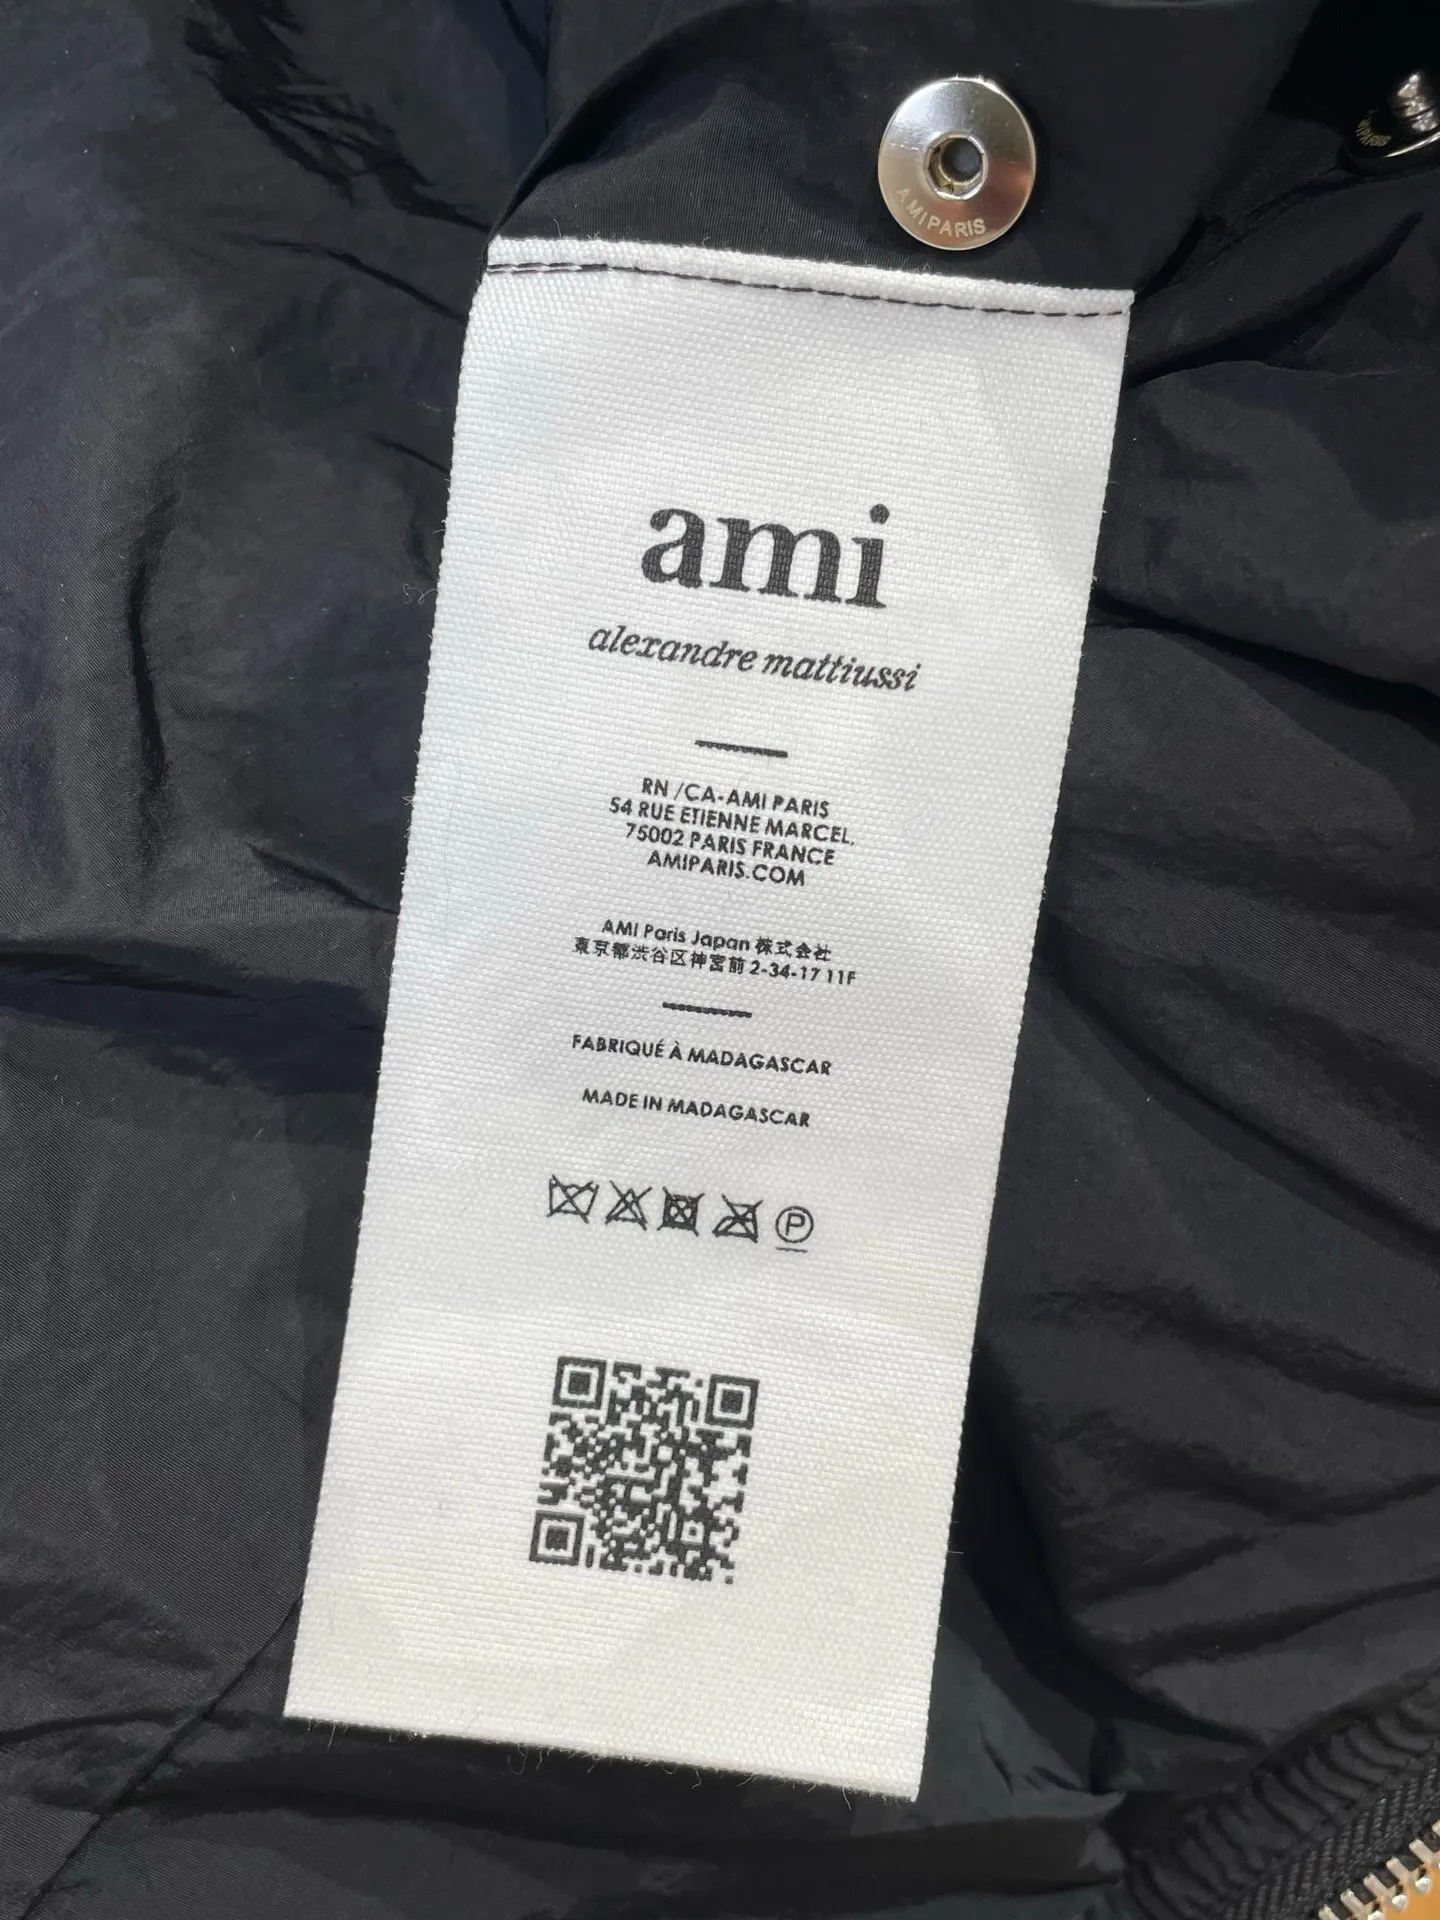 AMIPARIS
ami
alexandre mattiussi
RN /CA-AMI PARIS
54 RUE ETIENNE MARCEL,
75002 PARIS FRANCE
AMIPARIS.COM
AMI Paris Japan 株式会社
東京都渋谷区神宮前 2-34-17 11F
FABRIQUÉ À MADAGASCAR
MADE IN MADAGASCAR
P